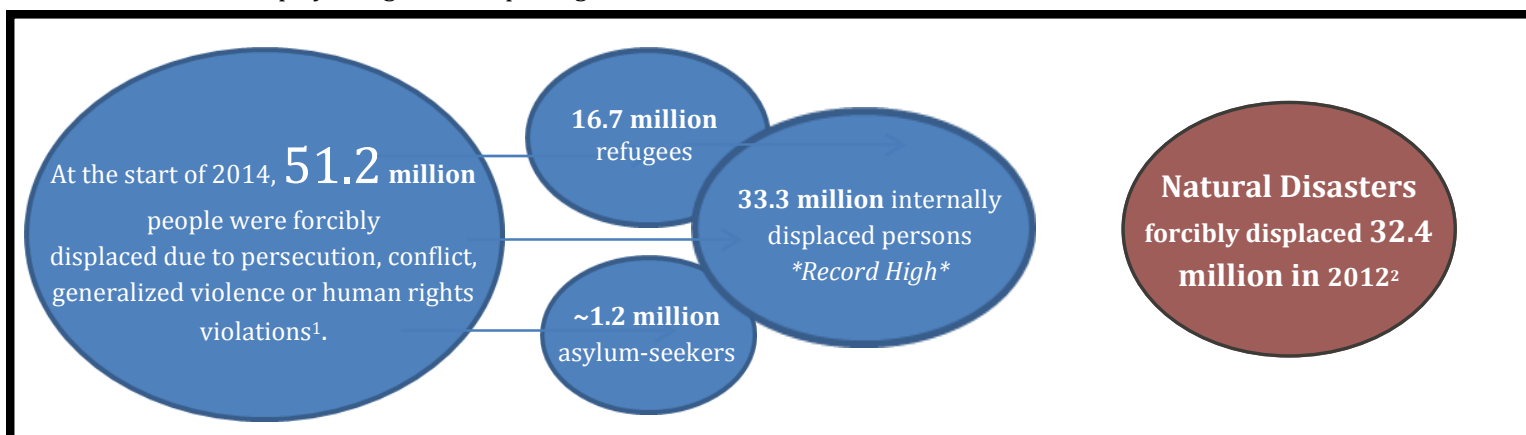 At the start of 2014, 51.2 million
people were forcibly
displaced due to persecution, conflict,
generalized violence or human rights
violations1.
16.7 million
refugees
33.3 million internally
displaced persons
*Record High*
~1.2 million
asylum-seekers
Natural Disasters
forcibly displaced 32.4
million in 20122